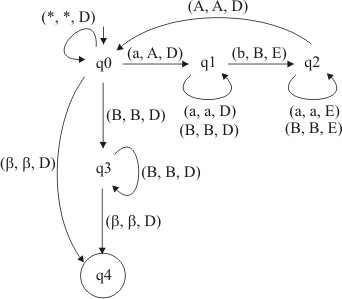 (A, A, D)
(*, *, D)
q0 (a, A, D) q1 (b, B, E) q2
(a, a, D) (a, a, E)
(B, B, D) (B, B, D) (B, B, E)
(β, β, D) q3 (B, B, D)
(β, β, D)
q4